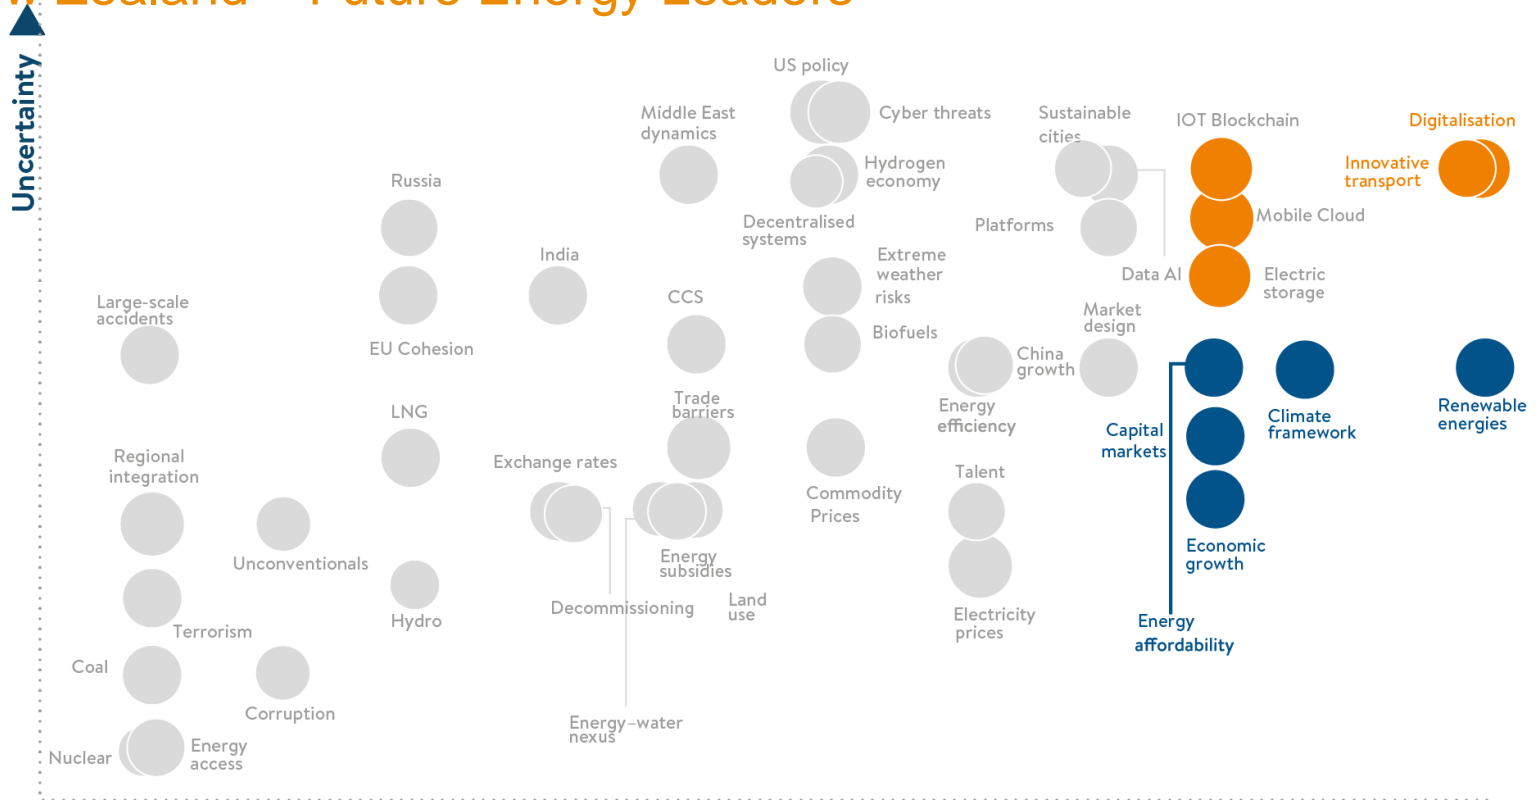 Zealand – Future Energy Leaders
Uncertainty
US policy
Middle East
dynamics
Cyber threats
Sustainable
cities
IOT Blockchain
Digitalisation
Hydrogen
economy
Innovative
transport
Russia
Decentralised
systems
Platforms
Mobile Cloud
India
Extreme
weather
risks
Data AI
Electric
storage
Large-scale
accidents
CCS
Market
design
Biofuels
EU Cohesion
China
growth
Trade
barriers
LNG
Energy
efficiency
Climate
framework
Renewable
energies
Capital
markets
Regional
integration
Exchange rates
Talent
Commodity
Prices
Economic
growth
Unconventionals
Energy
subsidies
Decommissioning
Land
use
Hydro
Electricity
prices
Energy
affordability
Terrorism
Coal
Corruption
Energy–water
nexus
Nuclear
Energy
access